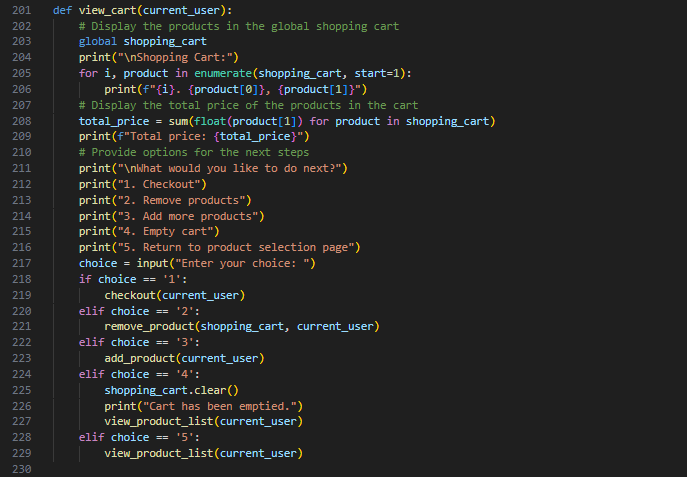 201 def view_cart(current_user):
202     # Display the products in the global shopping cart
203     global shopping_cart
204     print("\nShopping Cart:")
205     for i, product in enumerate(shopping_cart, start=1):
206         print(f"{i}. {product[0]}, {product[1]}")
207     # Display the total price of the products in the cart
208     total_price = sum(float(product[1]) for product in shopping_cart)
209     print(f"Total price: {total_price}")
210     # Provide options for the next steps
211     print("\nWhat would you like to do next?")
212     print("1. Checkout")
213     print("2. Remove products")
214     print("3. Add more products")
215     print("4. Empty cart")
216     print("5. Return to product selection page")
217     choice = input("Enter your choice: ")
218     if choice == '1':
219         checkout(current_user)
220     elif choice == '2':
221         remove_product(shopping_cart, current_user)
222     elif choice == '3':
223         add_product(current_user)
224     elif choice == '4':
225         shopping_cart.clear()
226         print("Cart has been emptied.")
227         view_product_list(current_user)
228     elif choice == '5':
229         view_product_list(current_user)
230